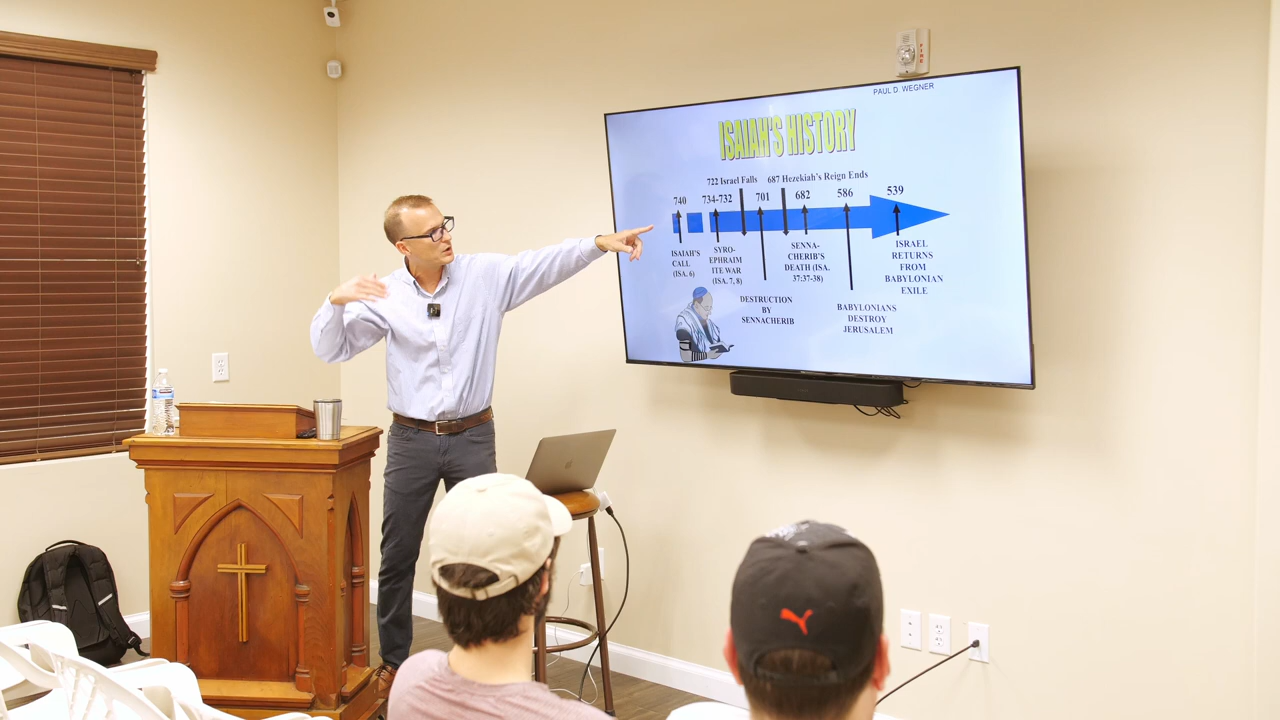 FIRE
PAUL D. WEGNER
ISAIAH'S HISTORY
722 Israel Falls 687 Hezekiah's Reign Ends
740 734-732 701 682 586 539
ISAIAH'S
CALL
(ISA. 6)
SYRO-
EPHRAIM
ITE WAR
(ISA. 7, 8)
DESTRUCTION
BY
SENNACHERIB
SENNA-
CHERIB'S
DEATH (ISA.
37:37-38)
BABYLONIANS
DESTROY
JERUSALEM
ISRAEL
RETURNS
FROM
BABYLONIAN
EXILE